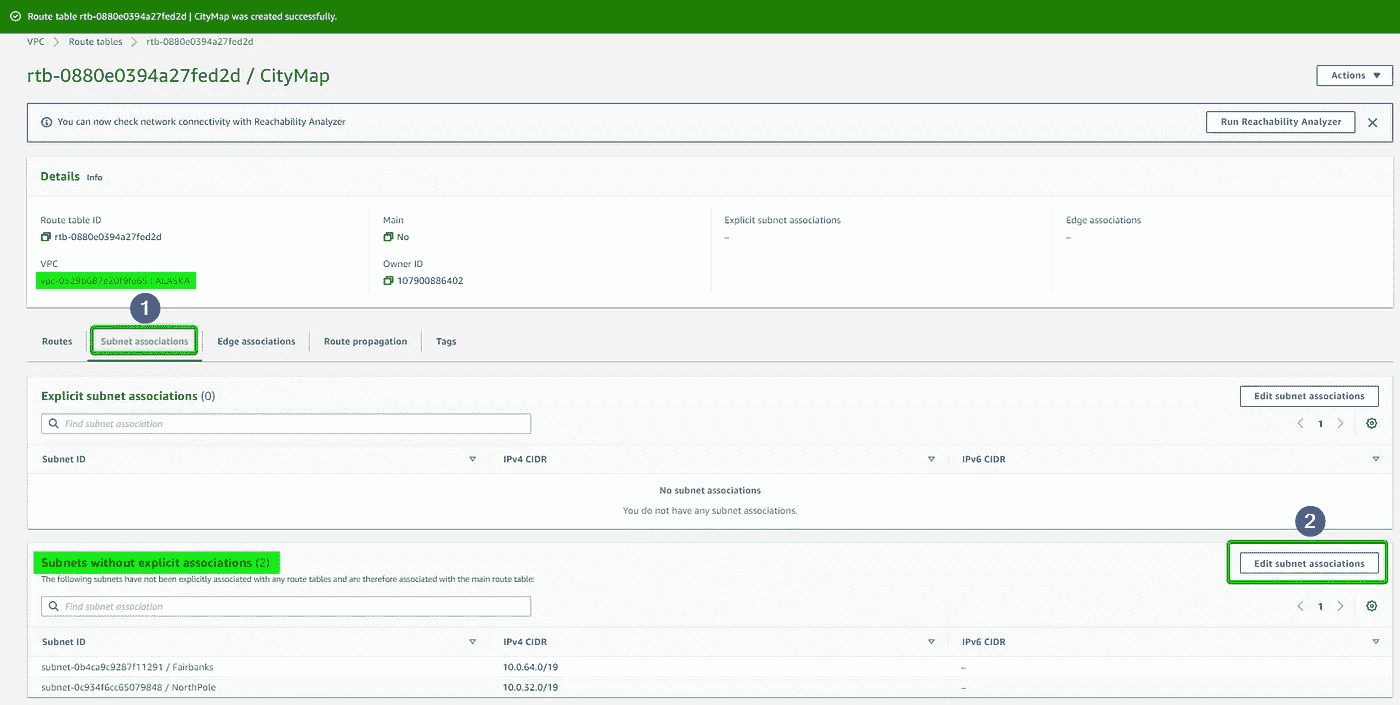 Route table rtb-0880e0394a27fed2d | CityMap was created successfully.
VPC > Route tables > rtb-0880e0394a27fed2d
rtb-0880e0394a27fed2d / CityMap
Actions
You can now check network connectivity with Reachability Analyzer
Run Reachability Analyzer
Details Info
Route table ID
rtb-0880e0394a27fed2d
Main
No
Explicit subnet associations
–
Edge associations
–
VPC
| ALASKA
Owner ID
107900886402
1
Routes
Subnet associations
Edge associations
Route propagation
Tags
Explicit subnet associations (0)
Edit subnet associations
Find subnet association
1
Subnet ID
IPv4 CIDR
IPv6 CIDR
No subnet associations
You do not have any subnet associations.
2
Subnets without explicit associations (2)
Edit subnet associations
The following subnets have not been explicitly associated with any route tables and are therefore associated with the main route table:
Find subnet association
1
Subnet ID
IPv4 CIDR
IPv6 CIDR
subnet-0b4ca9c9287f11291 / Fairbanks
10.0.64.0/19
–
subnet-0c934f6cc65079848 / NorthPole
10.0.32.0/19
–